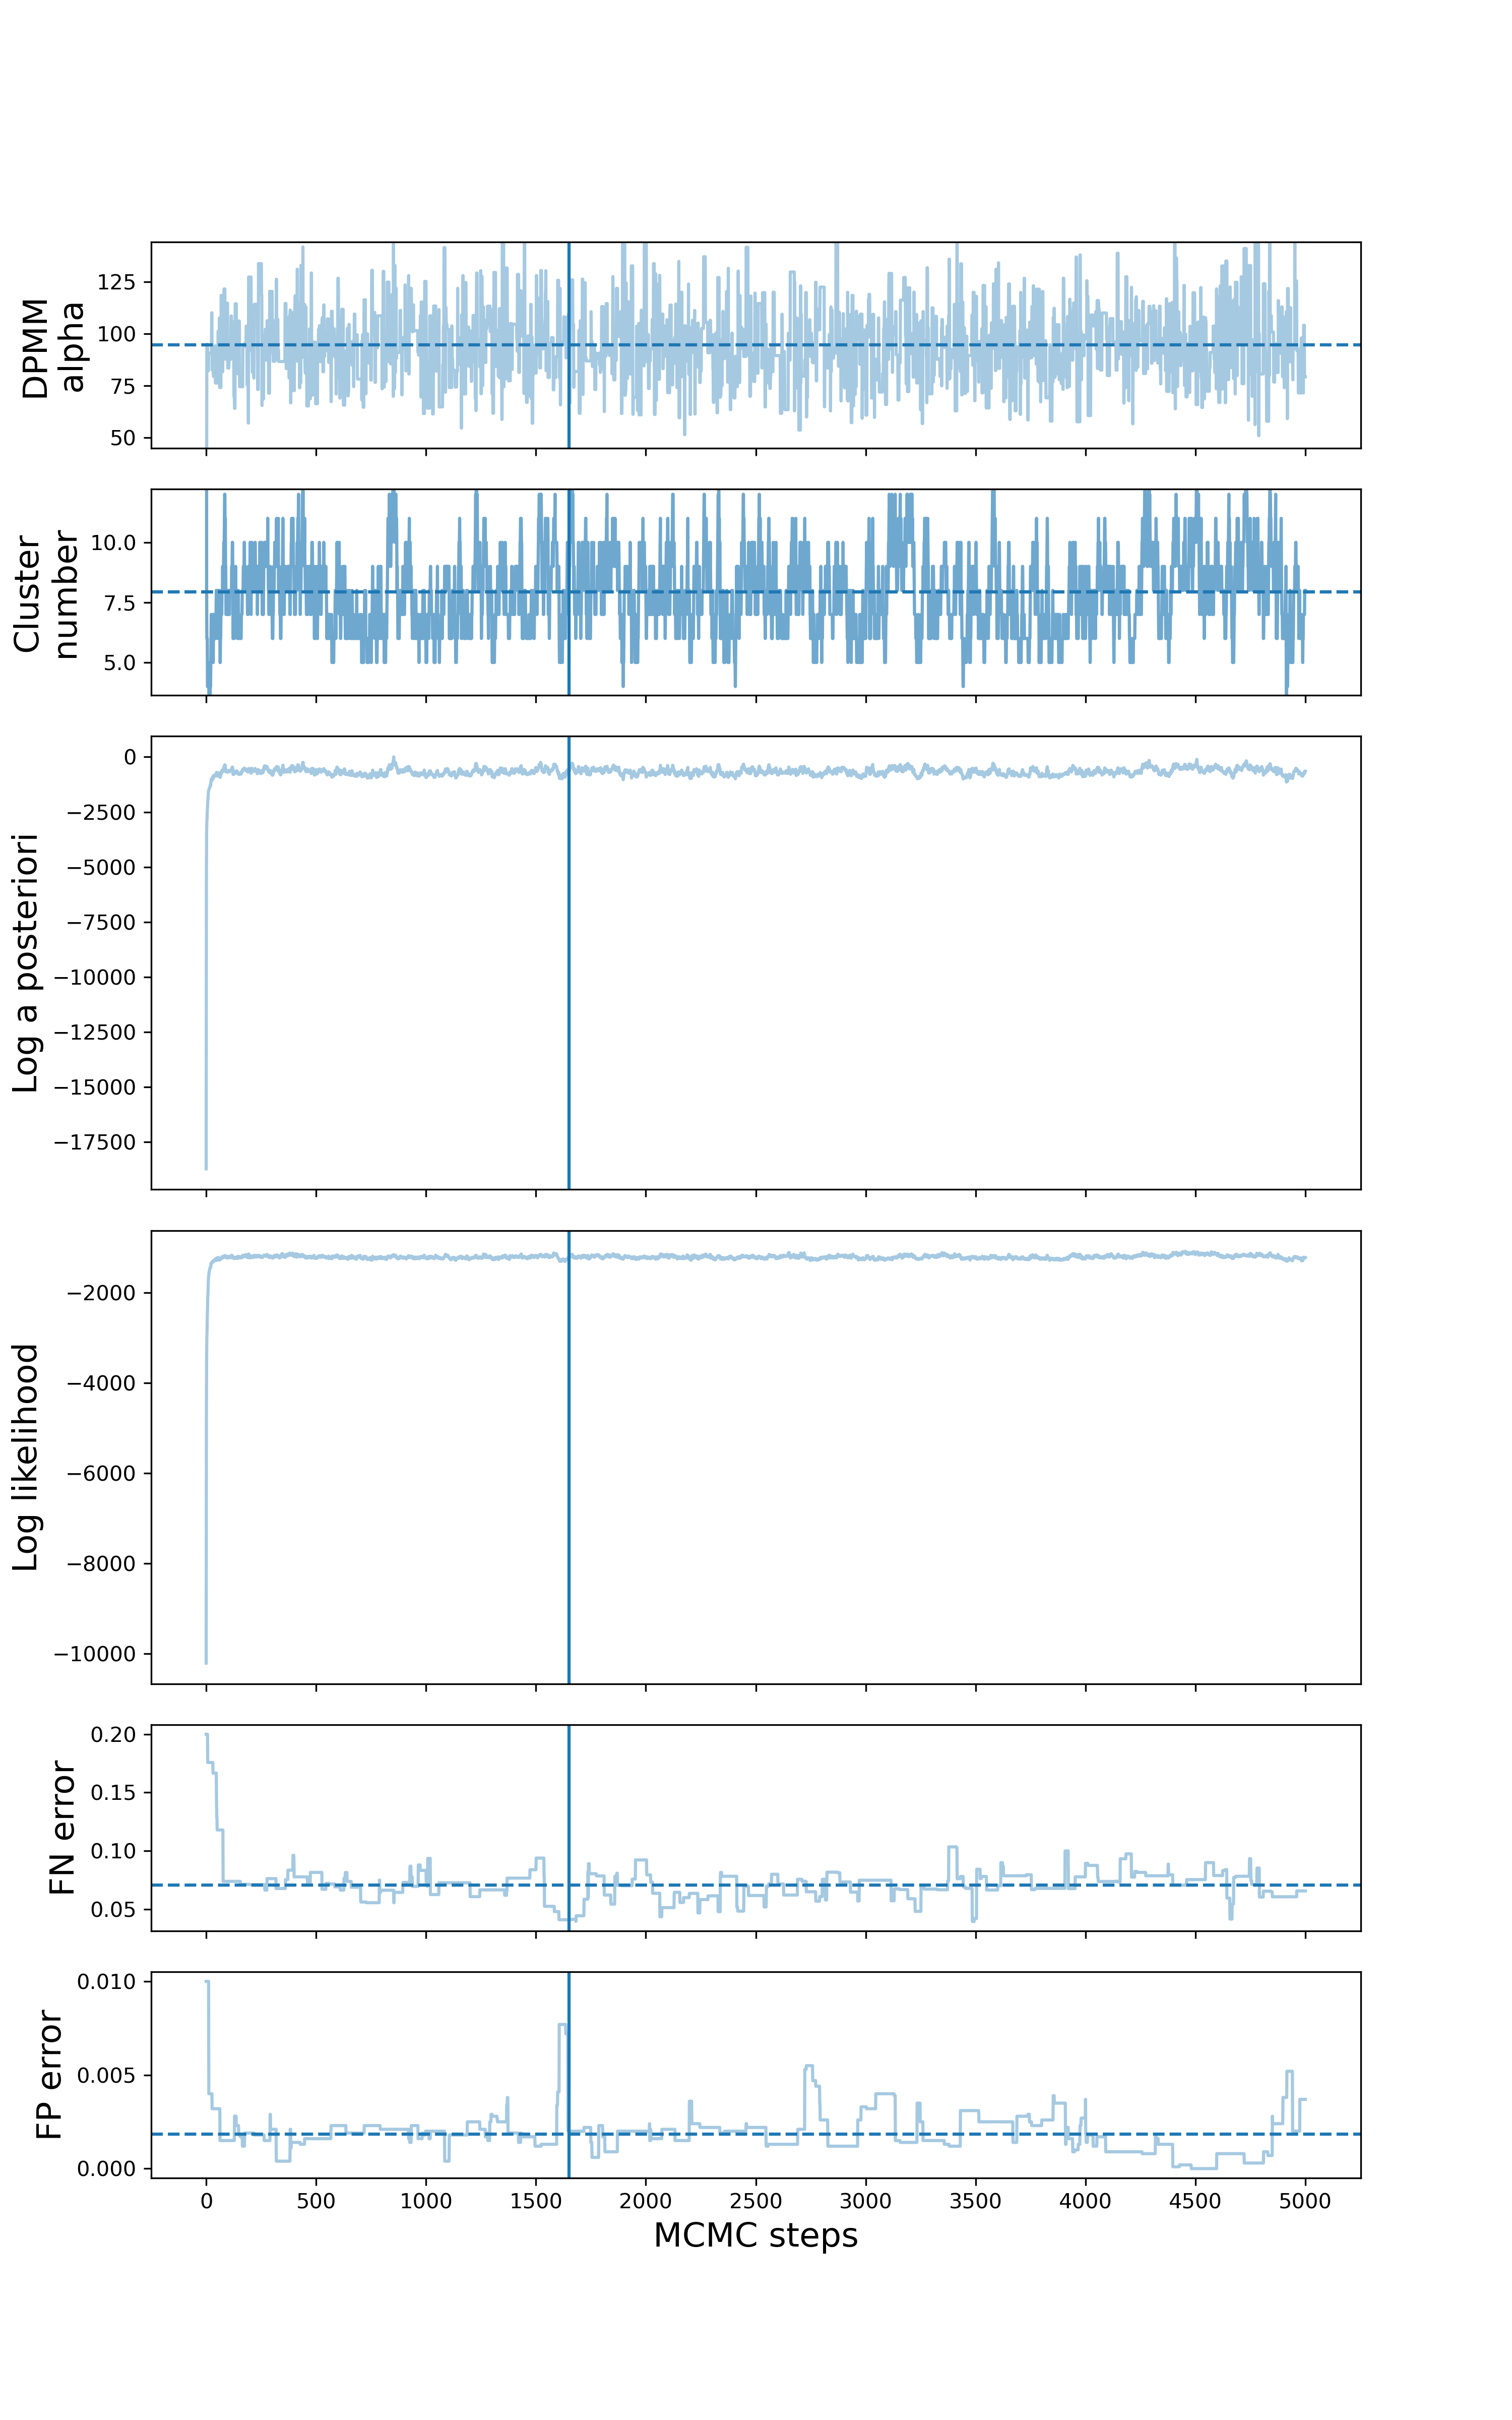 DPMM
alpha
125
100
75
50
Cluster
number
10.0
7.5
5.0
Log a posteriori
0
−2500
−5000
−7500
−10000
−12500
−15000
−17500
Log likelihood
−2000
−4000
−6000
−8000
−10000
FN error
0.20
0.15
0.10
0.05
FP error
0.010
0.005
0.000
0 500 1000 1500 2000 2500 3000 3500 4000 4500 5000
MCMC steps